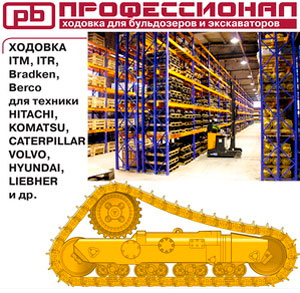 pb ПРОФЕССИОНАЛ
ходовка для бульдозеров и экскаваторов
ХОДОВКА
ITM, ITR,
Bradken,
Berco
для техники
HITACHI,
KOMATSU,
CATERPILLAR
VOLVO,
HYUNDAI,
LIEBHER
и др.